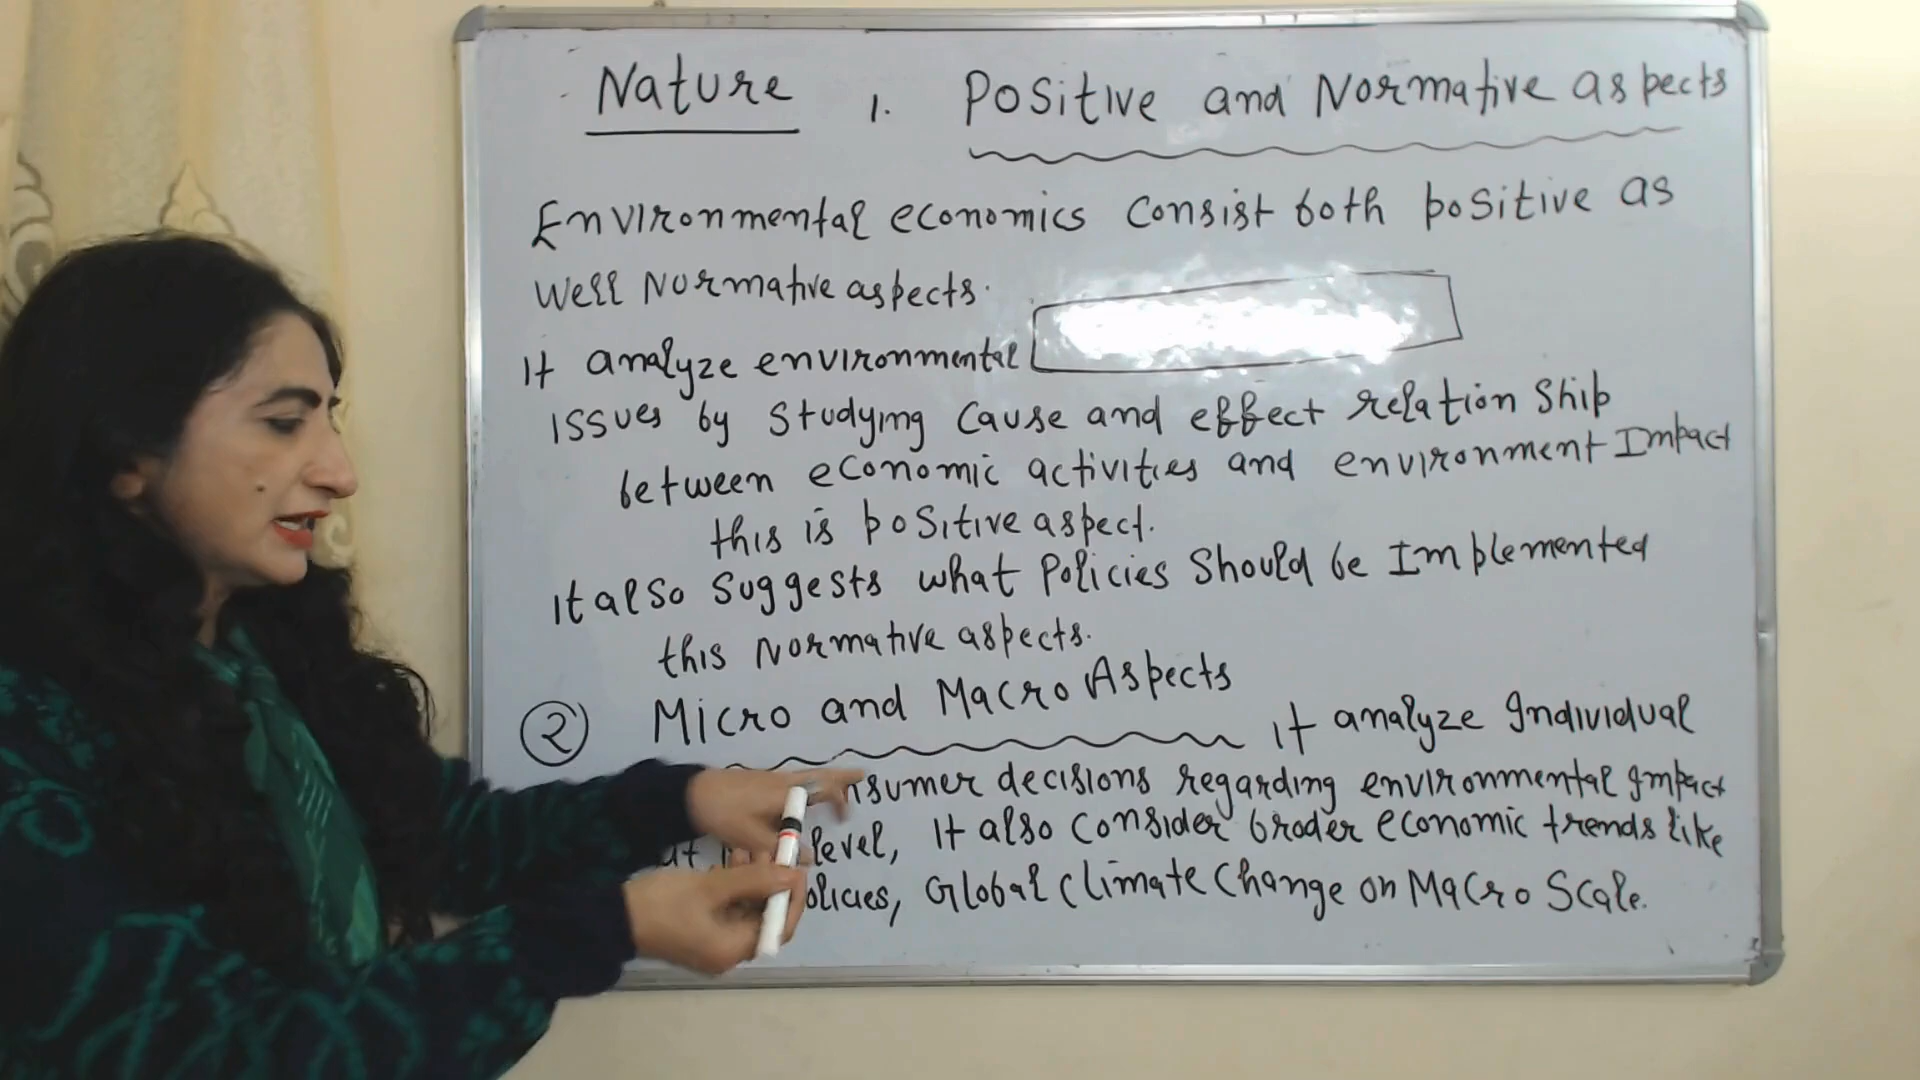 Nature 1. Positive and Normative aspects
Environmental economics consist both positive as
well Normative aspects.
It analyze environmental
issues by studying cause and effect relation ship
between economic activities and environment Impact
this is positive aspect.
It also suggests what policies should be Implemented
this Normative aspects.
2 Micro and Macro Aspects
It analyze Individual
decisions regarding environmental Impact
level, It also consider broder economic trends like
Global climate change on Macro Scale.